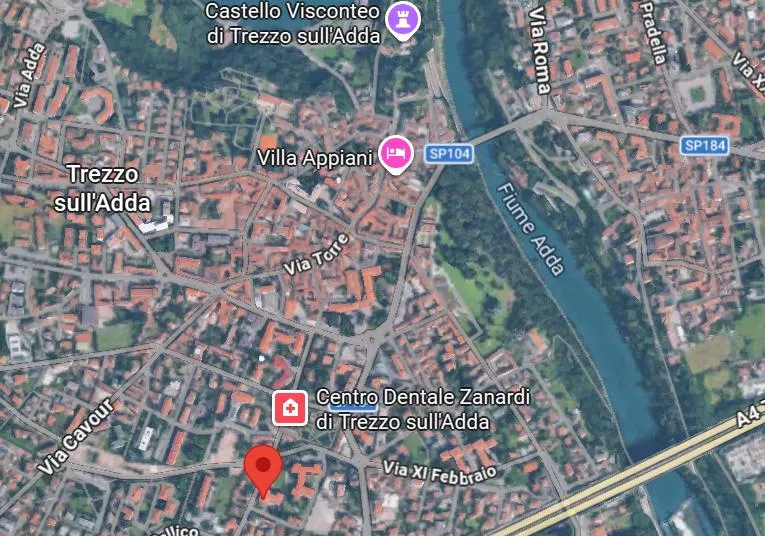 Castello Visconteo
di Trezzo sull'Adda
Via Roma
Pradella
Via Adda
Via X
Villa Appiani
SP104
SP184
Trezzo
sull'Adda
Fiume Adda
Via Torre
Centro Dentale Zanardi
di Trezzo sull'Adda
A4
Via Cavour
Via XI Febbraio